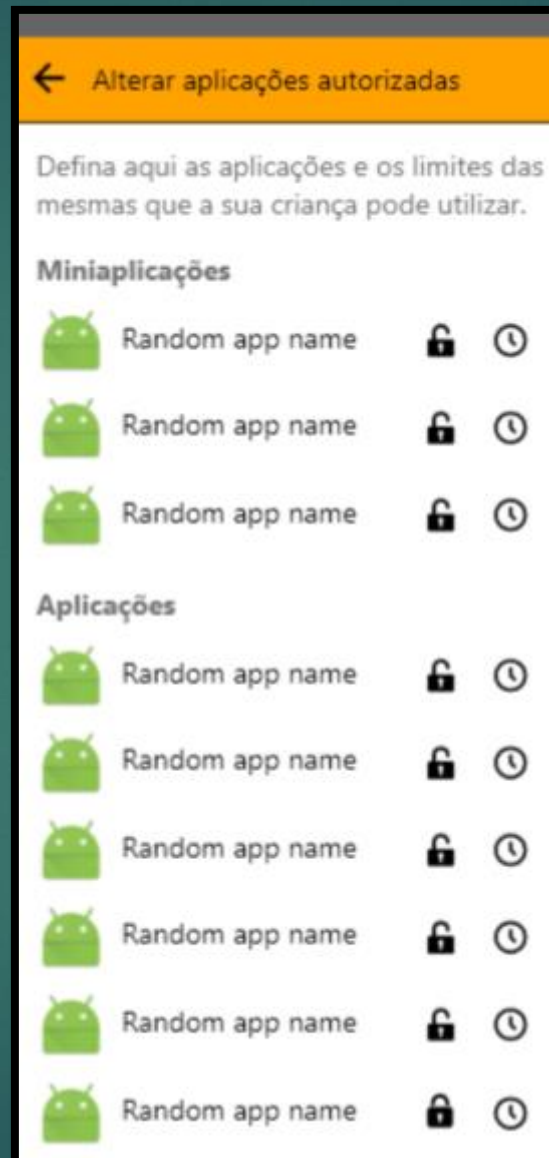 Alterar aplicações autorizadas
Defina aqui as aplicações e os limites das
mesmas que a sua criança pode utilizar.
Miniaplicações
Random app name
Random app name
Random app name
Aplicações
Random app name
Random app name
Random app name
Random app name
Random app name
Random app name